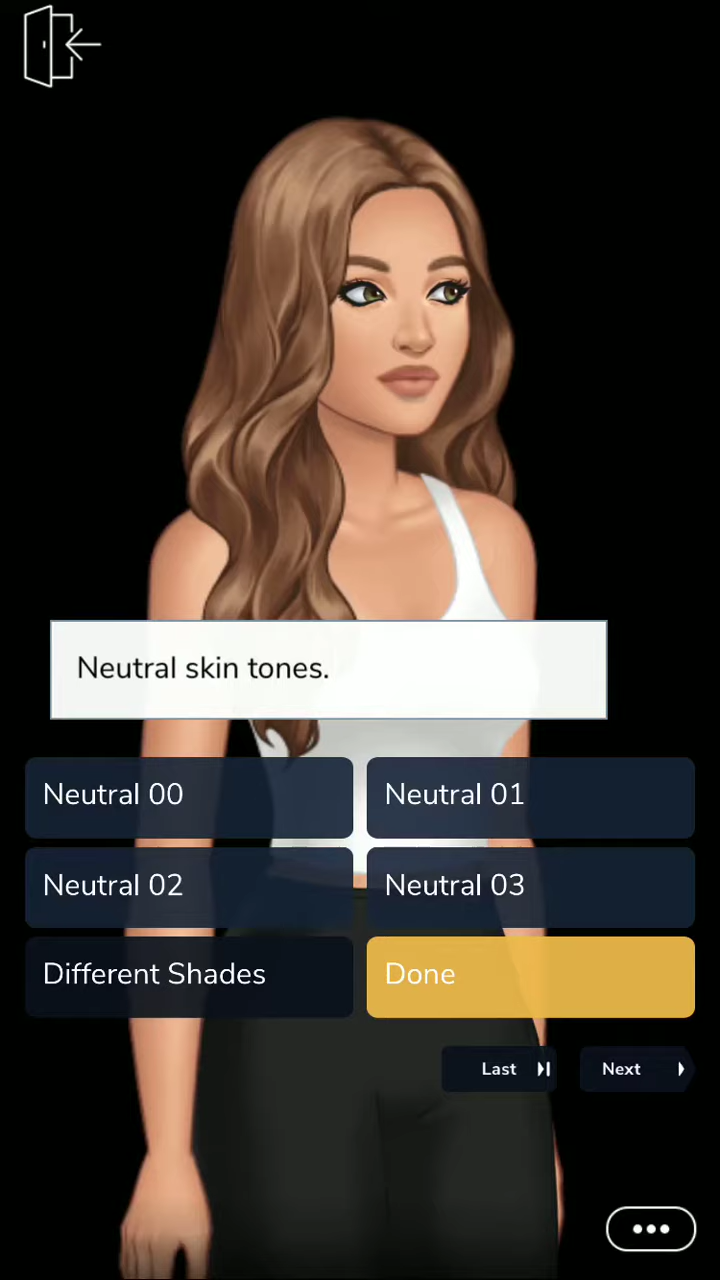 Neutral skin tones.
Neutral 00
Neutral 01
Neutral 02
Neutral 03
Different Shades
Done
Last
Next